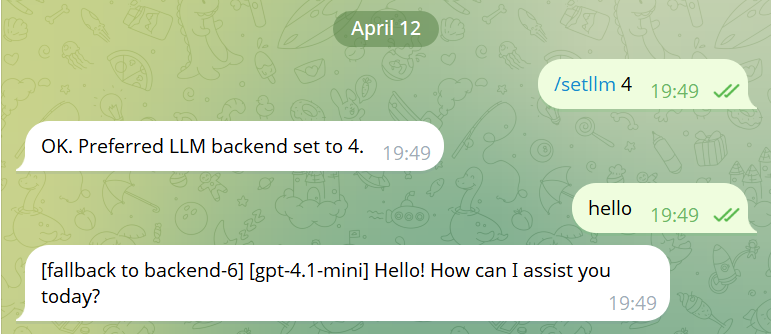 April 12
/setllm 4 19:49
OK. Preferred LLM backend set to 4. 19:49
hello 19:49
[fallback to backend-6] [gpt-4.1-mini] Hello! How can I assist you
today? 19:49